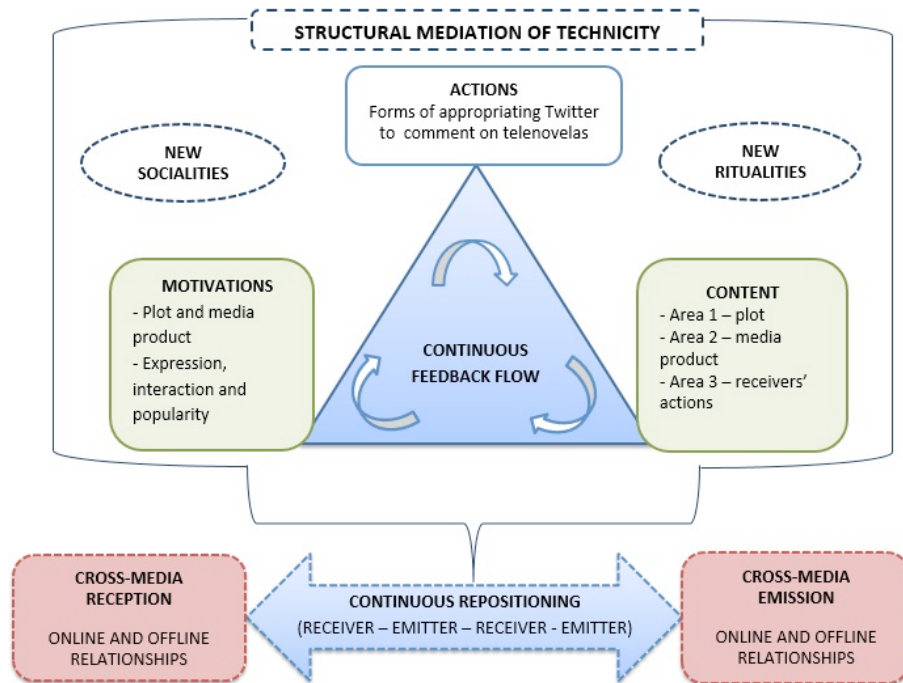 STRUCTURAL MEDIATION OF TECHNICITY
ACTIONS
Forms of appropriating Twitter
to comment on telenovelas
NEW
SOCIALITIES
NEW
RITUALITIES
MOTIVATIONS
- Plot and media
product
- Expression,
interaction and
popularity
CONTINUOUS
FEEDBACK FLOW
CONTENT
- Area 1 – plot
- Area 2 – media
product
- Area 3 – receivers'
actions
CROSS-MEDIA
RECEPTION
ONLINE AND OFFLINE
RELATIONSHIPS
CONTINUOUS REPOSITIONING
(RECEIVER – EMITTER – RECEIVER - EMITTER)
CROSS-MEDIA
EMISSION
ONLINE AND OFFLINE
RELATIONSHIPS